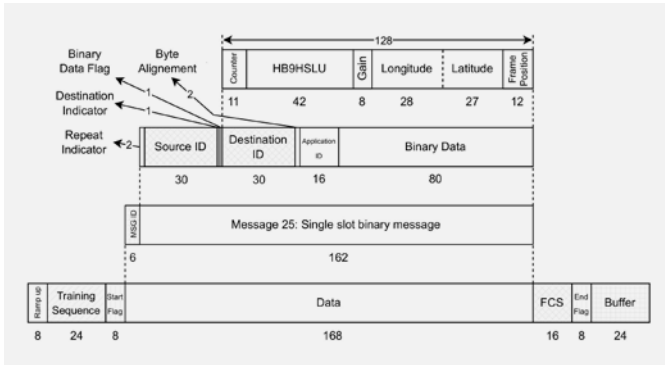 128
Binary
Data Flag
Byte
Alignement
Counter
HB9HSLU
Gain
Longitude
Latitude
Frame
Position
11
42
8
28
27
12
Destination
Indicator
1
1
2
Repeat
Indicator
2
Source ID
Destination
ID
Application
ID
Binary Data
30
30
16
80
MSG ID
Message 25: Single slot binary message
6
162
Ramp up
Training
Sequence
Start
Flag
Data
FCS
End
Flag
Buffer
8
24
8
168
16
8
24